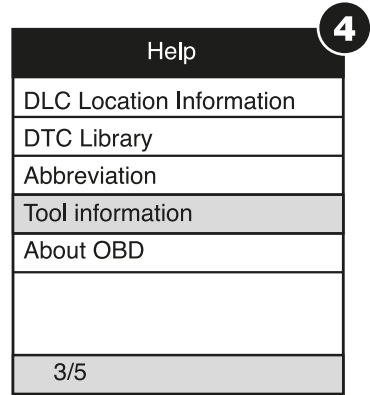 4
Help
DLC Location Information
DTC Library
Abbreviation
Tool information
About OBD
3/5